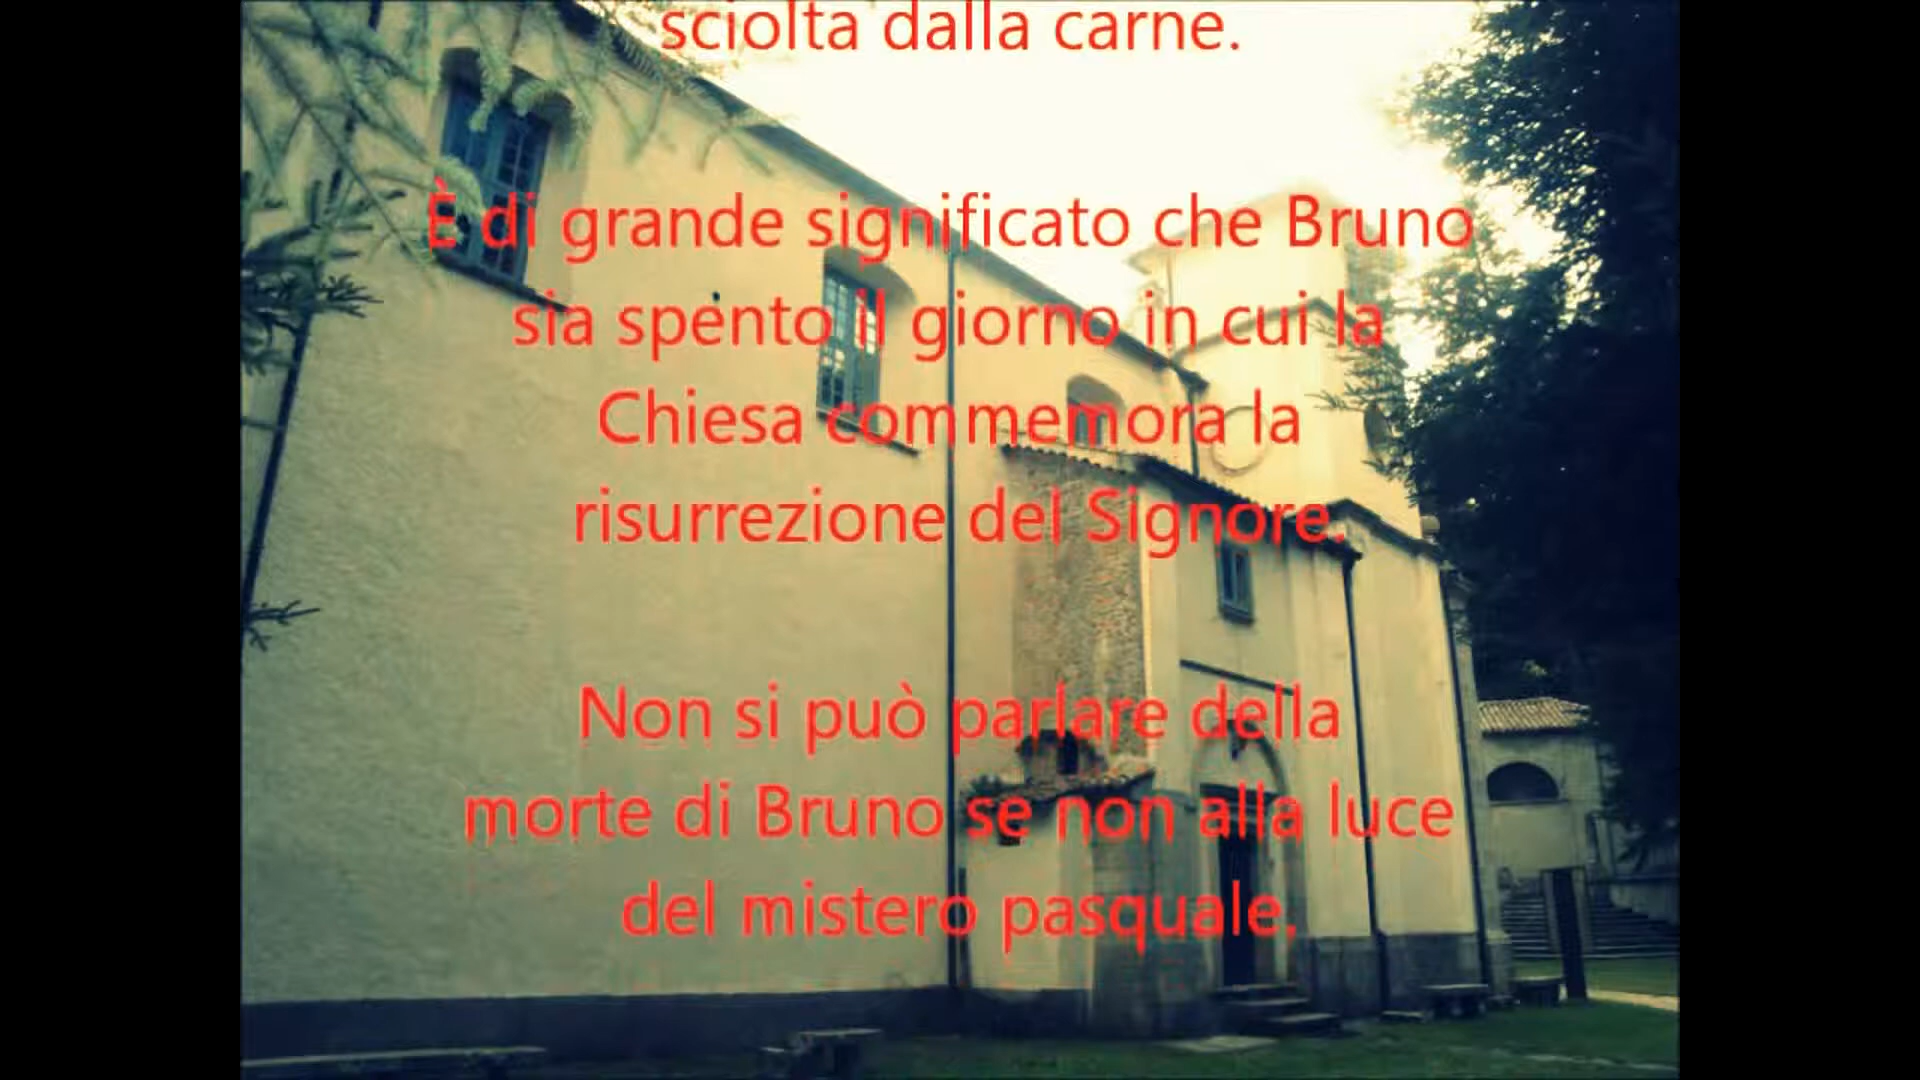 sciolta dalla carne.
È di grande significato che Bruno
sia spento il giorno in cui la
Chiesa commemora la
risurrezione del Signore.
Non si può parlare della
morte di Bruno se non alla luce
del mistero pasquale,